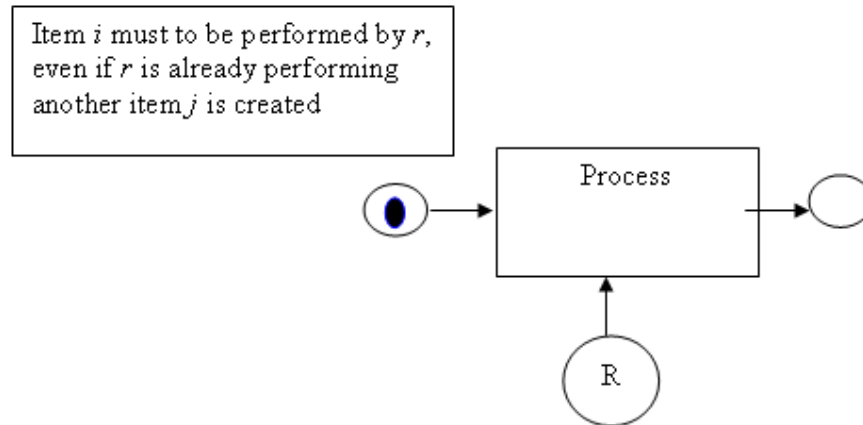 Item i must to be performed by r,
even if r is already performing
another item j is created
Process
R